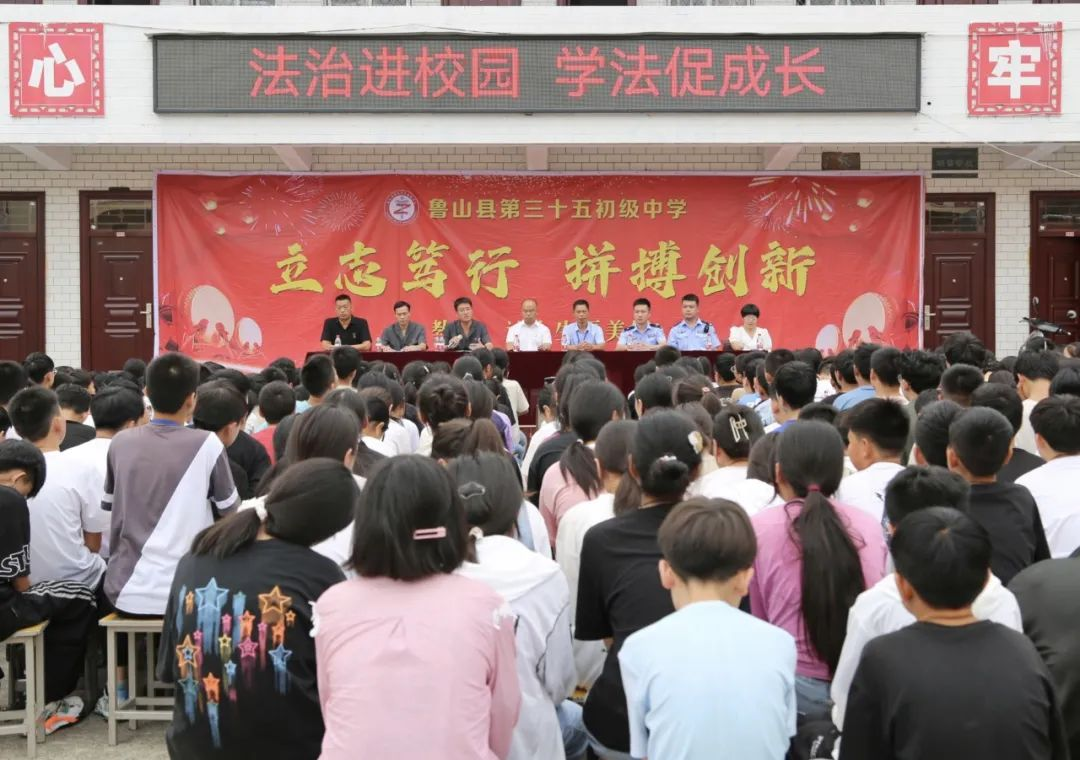 心
法治进校园 学法促成长
牢
鲁山县第三十五初级中学
立志笃行 拼搏创新
美